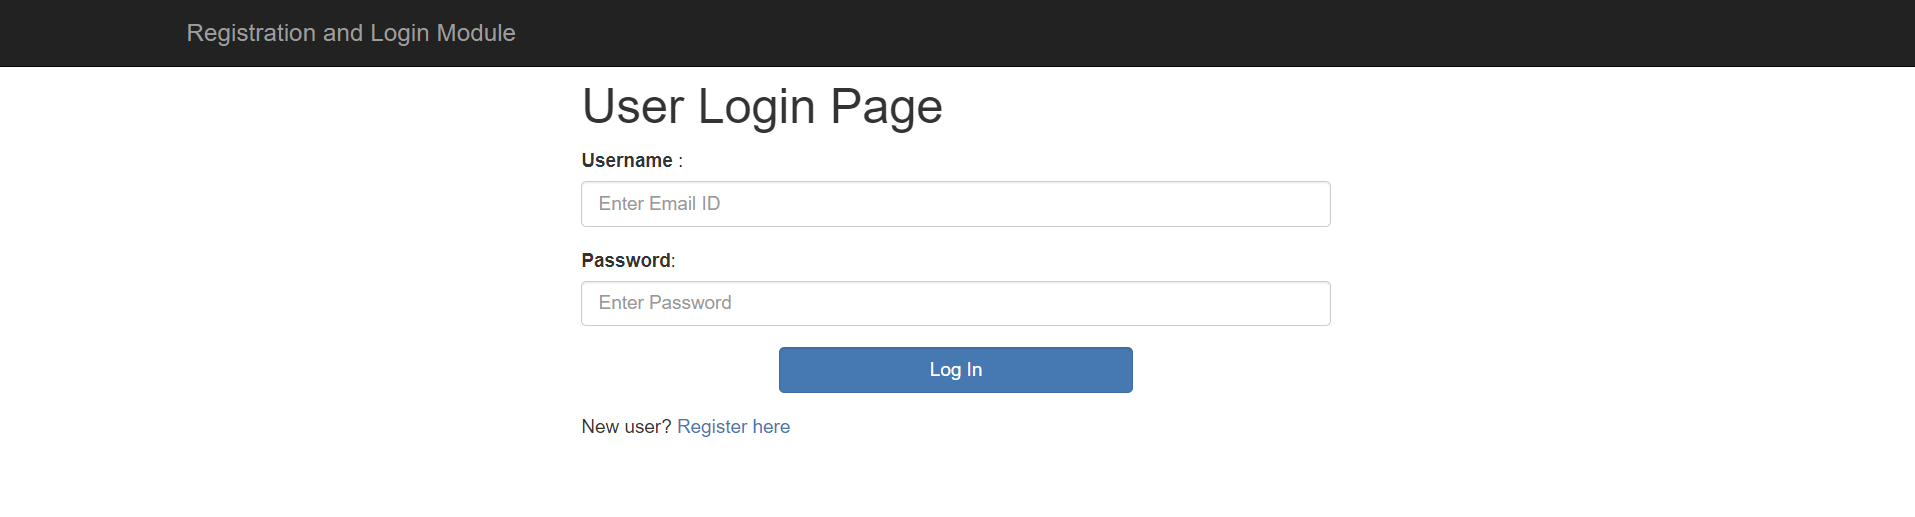 Registration and Login Module
User Login Page
Username :
Enter Email ID
Password:
Enter Password
Log In
New user? Register here